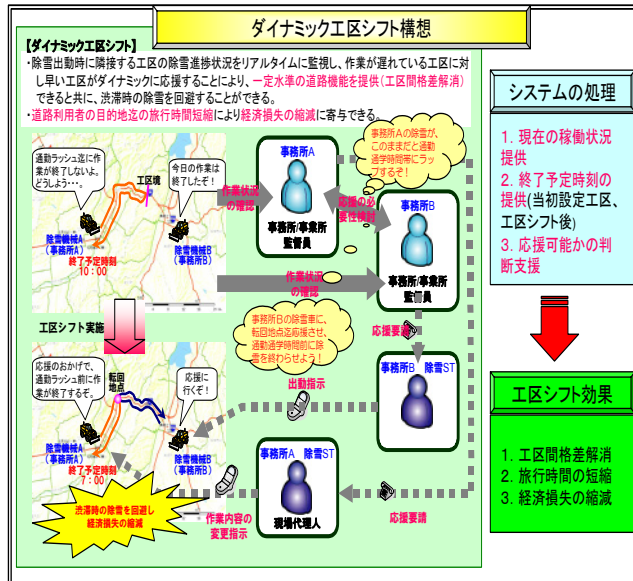 ダイナミック工区シフト構想
【ダイナミック工区シフト】
・除雪出動時に隣接する工区の除雪進捗状況をリアルタイムに監視し、作業が遅れている工区に対
し早い工区がダイナミックに応援することにより、一定水準の道路機能を提供(工区間格差解消)
できると共に、渋滞時の除雪を回避することができる。
・道路利用者の目的地迄の旅行時間短縮により経済損失の縮減に寄与できる。
通勤ラッシュ迄に作
業が終了しないよ。
どうしよう・・・。
工区境
今日の作業は
終了したぞ!
除雪機械A
(事務所A)
終了予定時刻
10:00
除雪機械B
(事務所B)
作業状況
の確認
事務所A
事務所/事業所
監督員
事務所Aの除雪が、
このままだと通勤
通学時間帯にラッ
プするぞ!
応援の必
要性検討
事務所B
事務所/事業所
監督員
作業状況
の確認
工区シフト実施
事務所Bの除雪車に、
転回地点迄応援させ、
通勤通学時間前に除
雪を終わらせよう!
応援要請
応援のおかげで、
通勤ラッシュ前に作
業が終了するぞ。
転回
地点
応援に
行くぞ!
除雪機械A
(事務所A)
終了予定時刻
7:00
除雪機械B
(事務所B)
出動指示
事務所B 除雪ST
渋滞時の除雪を回避し
経済損失の縮減
作業内容の
変更指示
事務所A 除雪ST
現場代理人
応援要請
システムの処理
1. 現在の稼働状況
提供
2. 終了予定時刻の
提供(当初設定工区、
工区シフト後)
3. 応援可能かの判
断支援
工区シフト効果
1. 工区間格差解消
2. 旅行時間の短縮
3. 経済損失の縮減